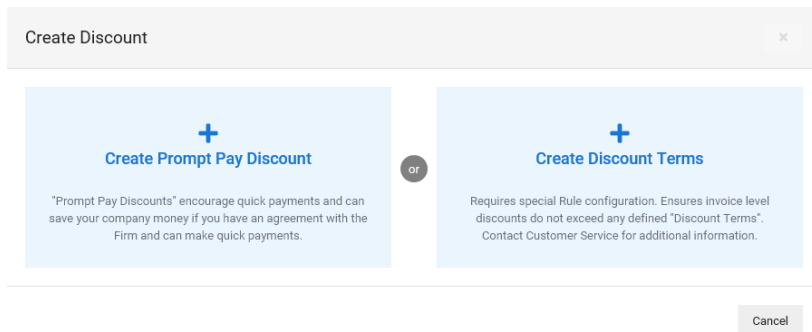 Create Discount
×
Create Prompt Pay Discount
"Prompt Pay Discounts" encourage quick payments and can
save your company money if you have an agreement with the
Firm and can make quick payments.
or
Create Discount Terms
Requires special Rule configuration. Ensures invoice level
discounts do not exceed any defined "Discount Terms".
Contact Customer Service for additional information.
Cancel